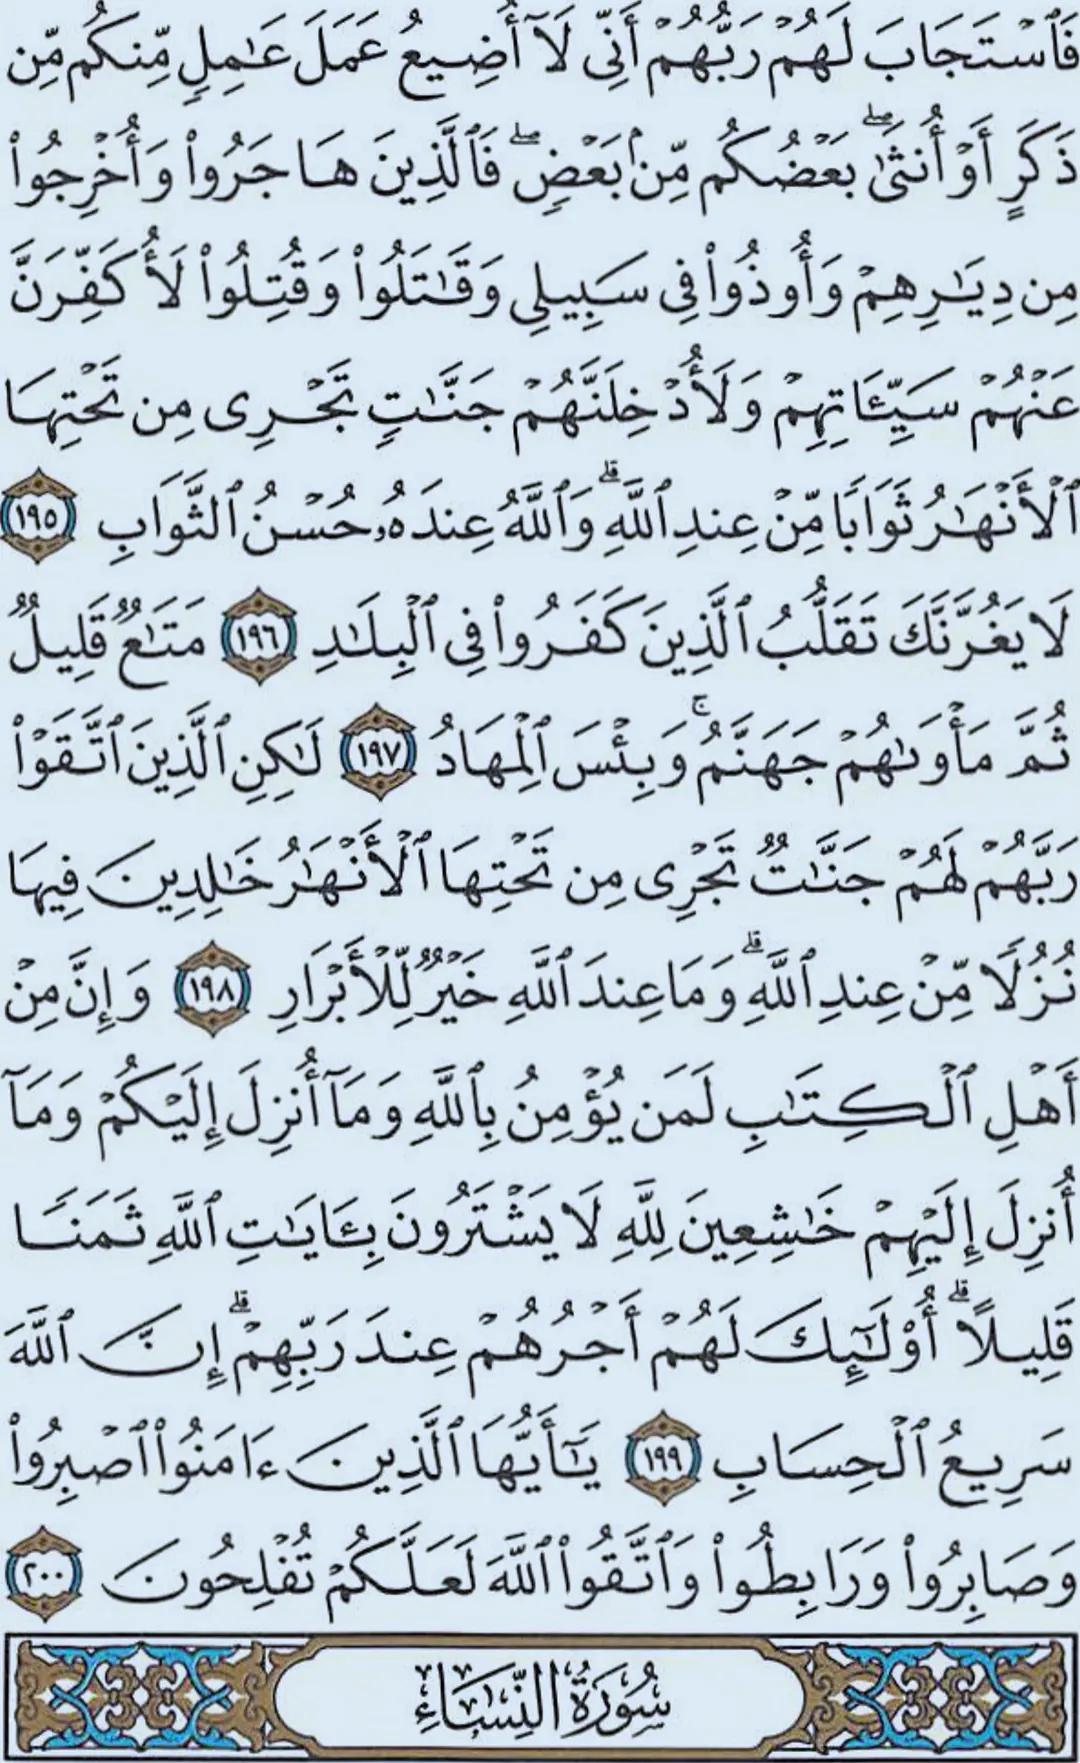 فَٱسۡتَجَابَ لَهُمۡ رَبُّهُمۡ أَنِّي لَآ أُضِيعُ عَمَلَ عَٰمِلٖ مِّنكُم مِّن
ذَكَرٍ أَوۡ أُنثَىٰۖ بَعۡضُكُم مِّنۢ بَعۡضٖۖ فَٱلَّذِينَ هَاجَرُواْ وَأُخۡرِجُواْ
مِن دِيَٰرِهِمۡ وَأُوذُواْ فِي سَبِيلِي وَقَٰتَلُواْ وَقُتِلُواْ لَأُكَفِّرَنَّ
عَنۡهُمۡ سَيِّـَٔاتِهِمۡ وَلَأُدۡخِلَنَّهُمۡ جَنَّٰتٖ تَجۡرِي مِن تَحۡتِهَا
ٱلۡأَنۡهَٰرُ ثَوَابٗا مِّنۡ عِندِ ٱللَّهِۚ وَٱللَّهُ عِندَهُۥ حُسۡنُ ٱلثَّوَابِ ١٩٥
لَا يَغُرَّنَّكَ تَقَلُّبُ ٱلَّذِينَ كَفَرُواْ فِي ٱلۡبِلَٰدِ ١٩٦ مَتَٰعٞ قَلِيلٞ
ثُمَّ مَأۡوَىٰهُمۡ جَهَنَّمُۚ وَبِئۡسَ ٱلۡمِهَادُ ١٩٧ لَٰكِنِ ٱلَّذِينَ ٱتَّقَوۡاْ
رَبَّهُمۡ لَهُمۡ جَنَّٰتٞ تَجۡرِي مِن تَحۡتِهَا ٱلۡأَنۡهَٰرُ خَٰلِدِينَ فِيهَا
نُزُلٗا مِّنۡ عِندِ ٱللَّهِۗ وَمَا عِندَ ٱللَّهِ خَيۡرٞ لِّلۡأَبۡرَارِ ١٩٨ وَإِنَّ مِنۡ
أَهۡلِ ٱلۡكِتَٰبِ لَمَن يُؤۡمِنُ بِٱللَّهِ وَمَآ أُنزِلَ إِلَيۡكُمۡ وَمَآ
أُنزِلَ إِلَيۡهِمۡ خَٰشِعِينَ لِلَّهِ لَا يَشۡتَرُونَ بِـَٔايَٰتِ ٱللَّهِ ثَمَنٗا
قَلِيلًاۗ أُوْلَٰٓئِكَ لَهُمۡ أَجۡرُهُمۡ عِندَ رَبِّهِمۡۗ إِنَّ ٱللَّهَ
سَرِيعُ ٱلۡحِسَابِ ١٩٩ يَٰٓأَيُّهَا ٱلَّذِينَ ءَامَنُواْ ٱصۡبِرُواْ
وَصَابِرُواْ وَرَابِطُواْ وَٱتَّقُواْ ٱللَّهَ لَعَلَّكُمۡ تُفۡلِحُونَ ٢٠٠
سُورَةُ النِّسَاءِ